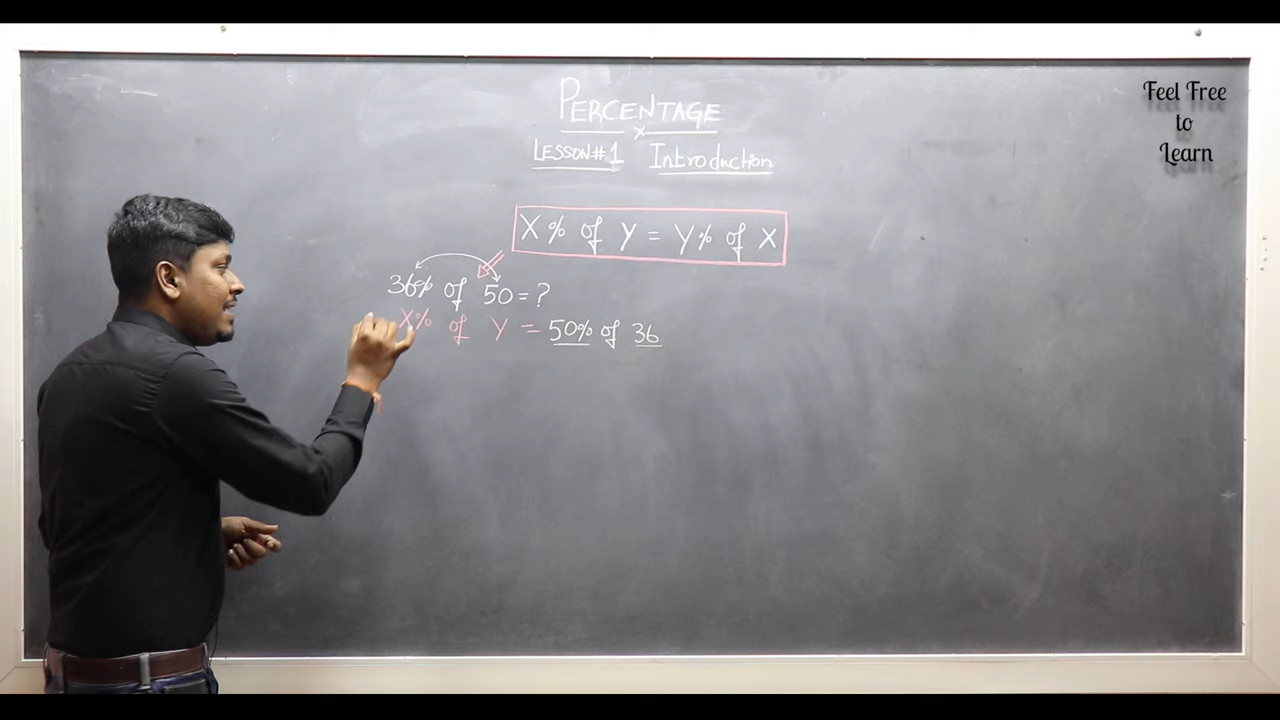 PERCENTAGE
LESSON#1 Introduction
X% of Y = Y% of X
36% of 50 = ?
X% of Y = 50% of 36
Feel Free
to
Learn